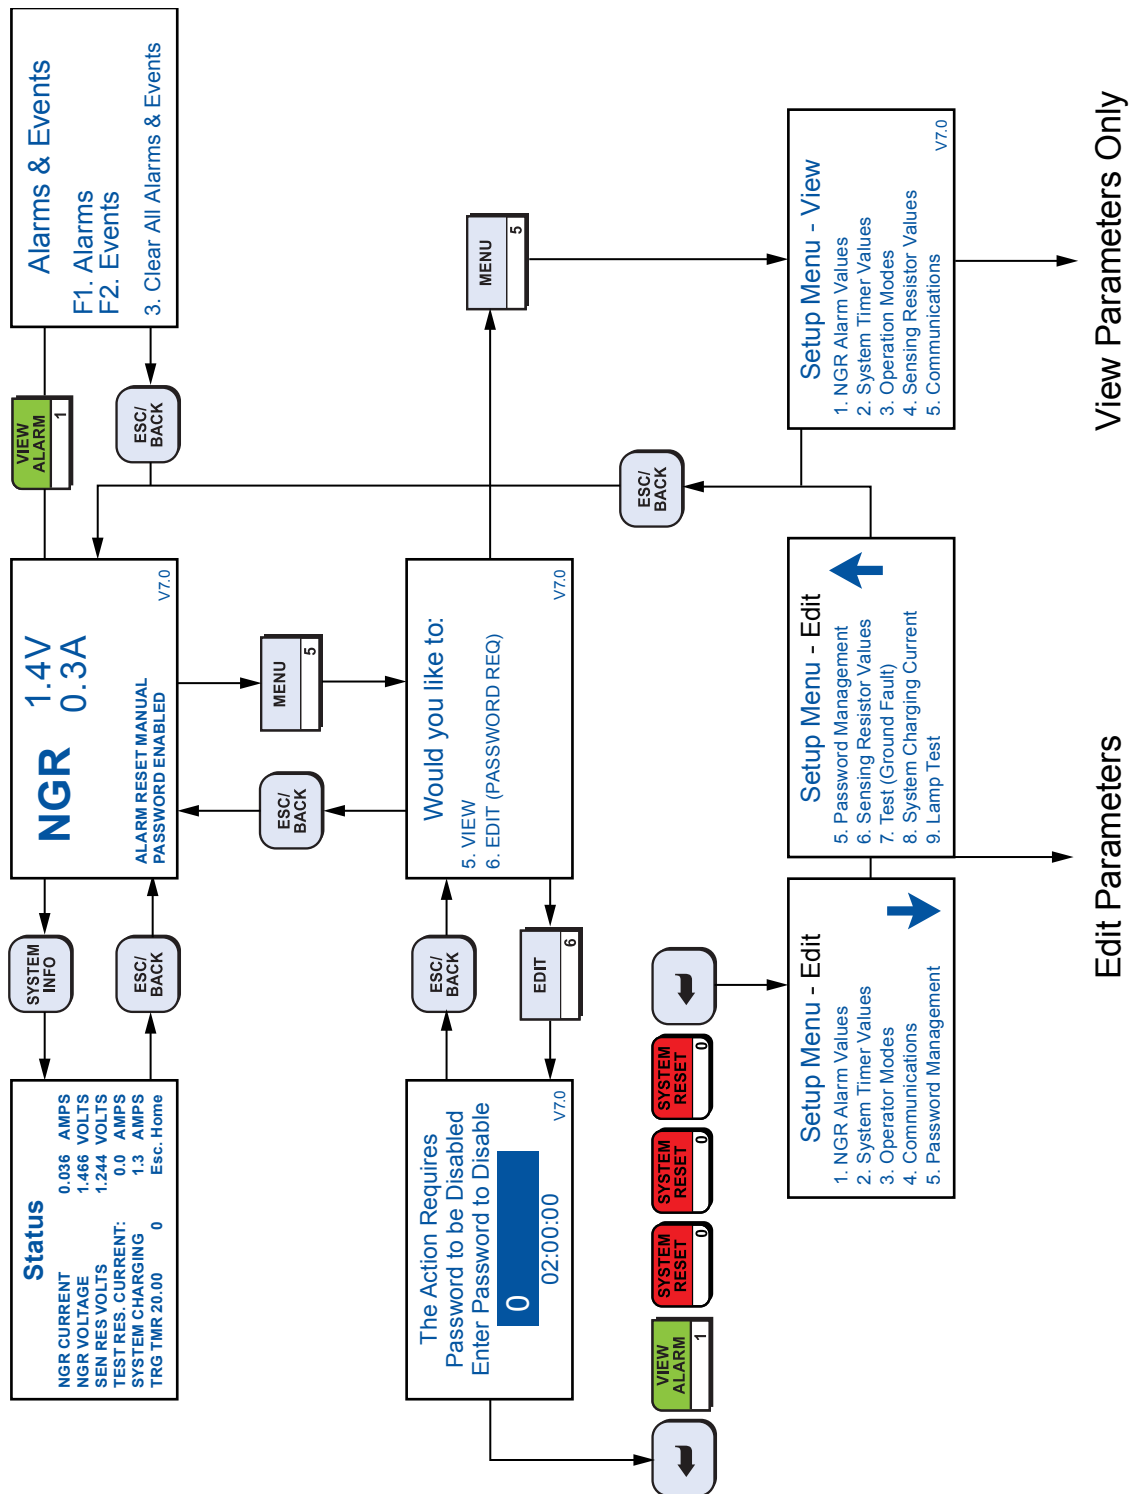 Status
NGR CURRENT 0.036 AMPS
NGR VOLTAGE 1.466 VOLTS
SEN RES VOLTS 1.244 VOLTS
TEST RES. CURRENT: 0.0 AMPS
SYSTEM CHARGING 1.3 AMPS
TRG TMR 20.00 0 Esc. Home
SYSTEM
INFO
ESC/
BACK
NGR 1.4V
0.3A
ALARM RESET MANUAL
PASSWORD ENABLED
V7.0
VIEW
ALARM
1
ESC/
BACK
Alarms & Events
F1. Alarms
F2. Events
3. Clear All Alarms & Events
ESC/
BACK
MENU
5
The Action Requires
Password to be Disabled
Enter Password to Disable
0
02:00:00
V7.0
ESC/
BACK
EDIT
6
Would you like to:
5. VIEW
6. EDIT (PASSWORD REQ)
V7.0
MENU
5
VIEW
ALARM
1
SYSTEM
RESET
0
SYSTEM
RESET
0
SYSTEM
RESET
0
ESC/
BACK
Setup Menu - Edit
1. NGR Alarm Values
2. System Timer Values
3. Operator Modes
4. Communications
5. Password Management
Setup Menu - Edit
5. Password Management
6. Sensing Resistor Values
7. Test (Ground Fault)
8. System Charging Current
9. Lamp Test
Setup Menu - View
1. NGR Alarm Values
2. System Timer Values
3. Operation Modes
4. Sensing Resistor Values
5. Communications
V7.0
Edit Parameters
View Parameters Only